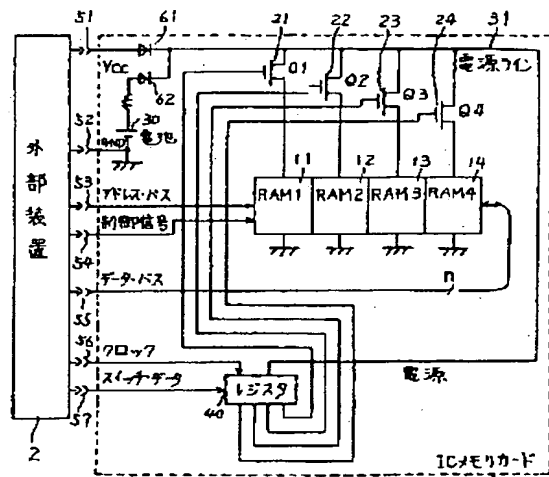 51
61
21
22
23
24
31
Vcc
Q1
Q2
Q3
Q4
電源ライン
62
52
30
GND
電池
外部装置
53
アドレス・バス
11
12
13
14
RAM1
RAM2
RAM3
RAM4
制御信号
54
データ・バス
n
55
56
クロック
電源
スイッチ・データ
レジスタ
57
40
2
ICメモリカード